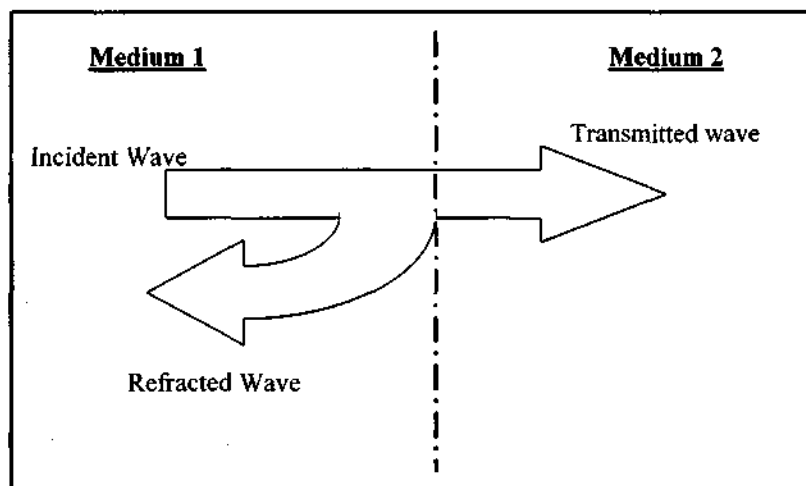 Medium 1
Medium 2
Transmitted wave
Incident Wave
Refracted Wave